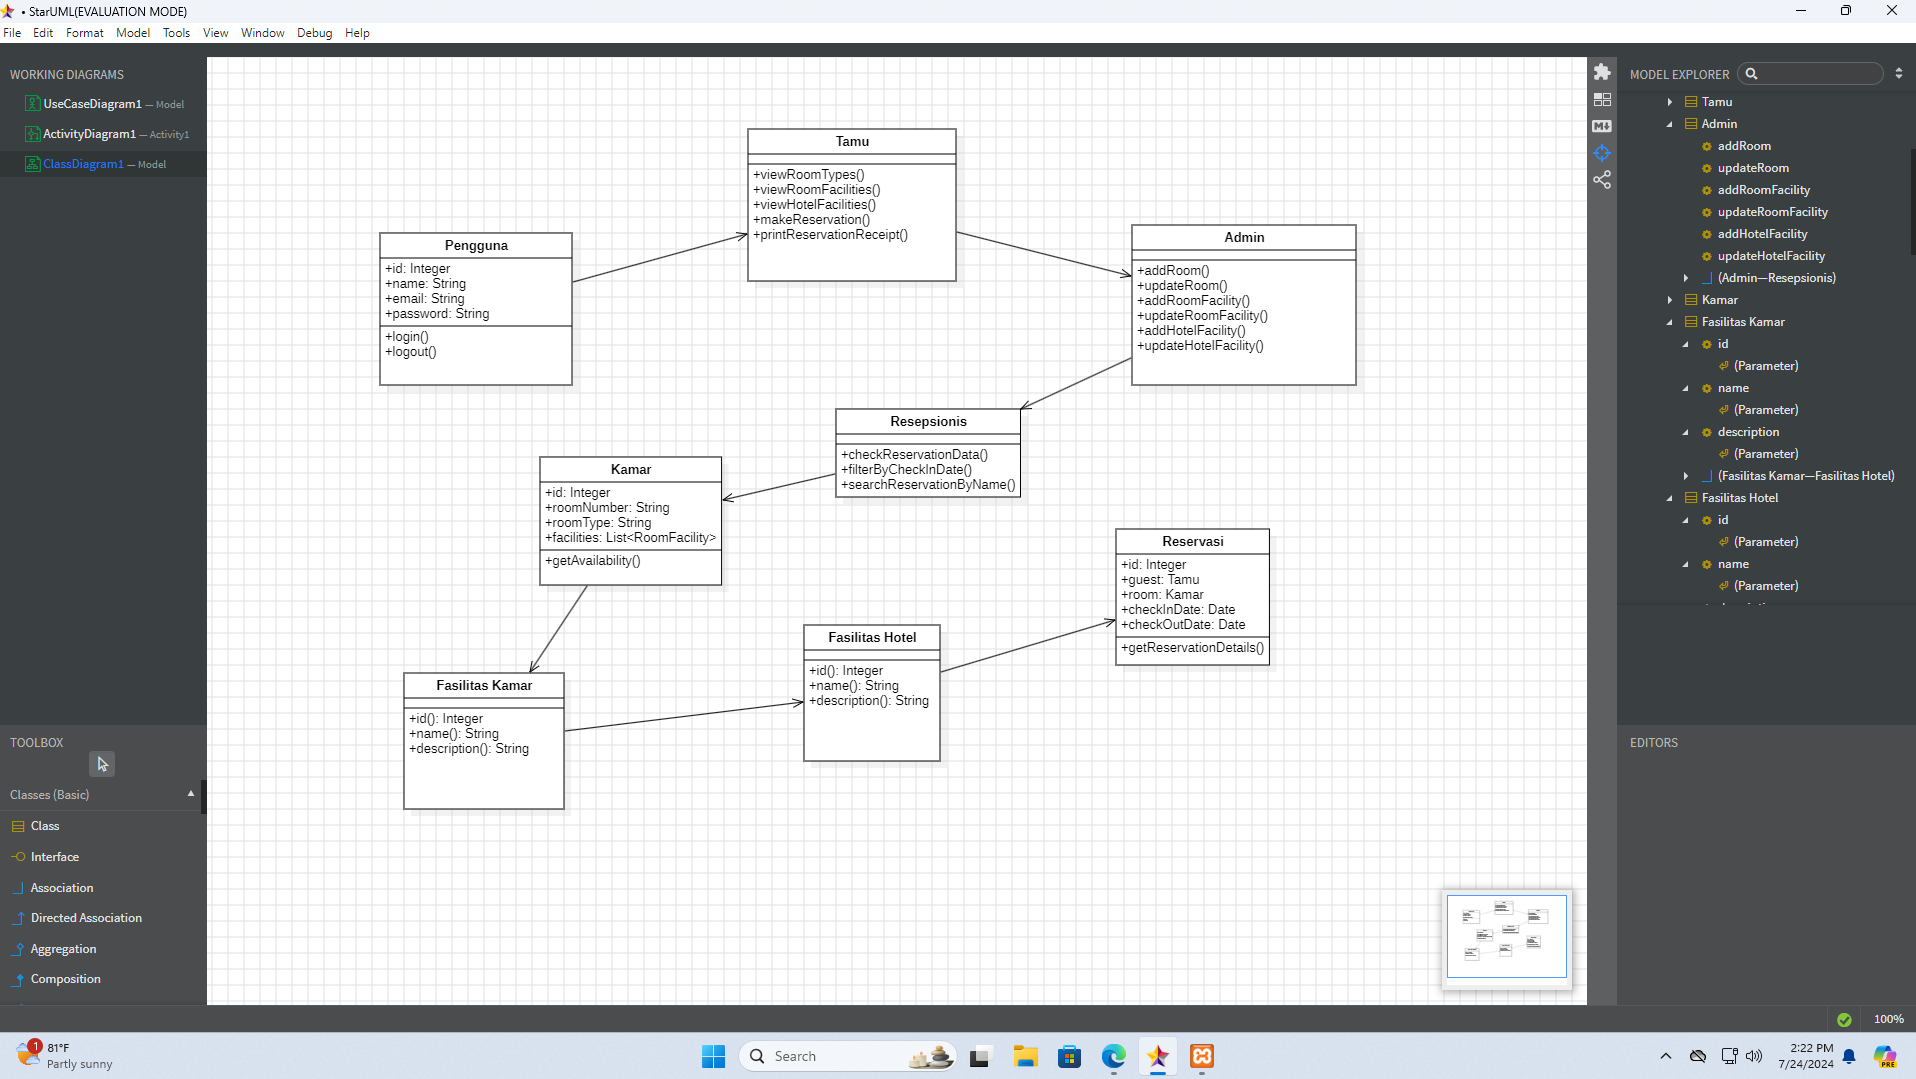 • StarUML(EVALUATION MODE)
File Edit Format Model Tools View Window Debug Help
WORKING DIAGRAMS
UseCaseDiagram1 — Model
ActivityDiagram1 — Activity1
ClassDiagram1 — Model
TOOLBOX
Classes (Basic)
Class
Interface
Association
Directed Association
Aggregation
Composition
Tamu
+viewRoomTypes()
+viewRoomFacilities()
+viewHotelFacilities()
+makeReservation()
+printReservationReceipt()
Pengguna
+id: Integer
+name: String
+email: String
+password: String
+login()
+logout()
Admin
+addRoom()
+updateRoom()
+addRoomFacility()
+updateRoomFacility()
+addHotelFacility()
+updateHotelFacility()
Resepsionis
+checkReservationData()
+filterByCheckInDate()
+searchReservationByName()
Kamar
+id: Integer
+roomNumber: String
+roomType: String
+facilities: List<RoomFacility>
+getAvailability()
Reservasi
+id: Integer
+guest: Tamu
+room: Kamar
+checkInDate: Date
+checkOutDate: Date
+getReservationDetails()
Fasilitas Hotel
+id(): Integer
+name(): String
+description(): String
Fasilitas Kamar
+id(): Integer
+name(): String
+description(): String
MODEL EXPLORER
Tamu
Admin
addRoom
updateRoom
addRoomFacility
updateRoomFacility
addHotelFacility
updateHotelFacility
(Admin—Resepsionis)
Kamar
Fasilitas Kamar
id
(Parameter)
name
(Parameter)
description
(Parameter)
(Fasilitas Kamar—Fasilitas Hotel)
Fasilitas Hotel
id
(Parameter)
name
(Parameter)
EDITORS
100%
1
81°F
Partly sunny
Search
2:22 PM
7/24/2024
PRE